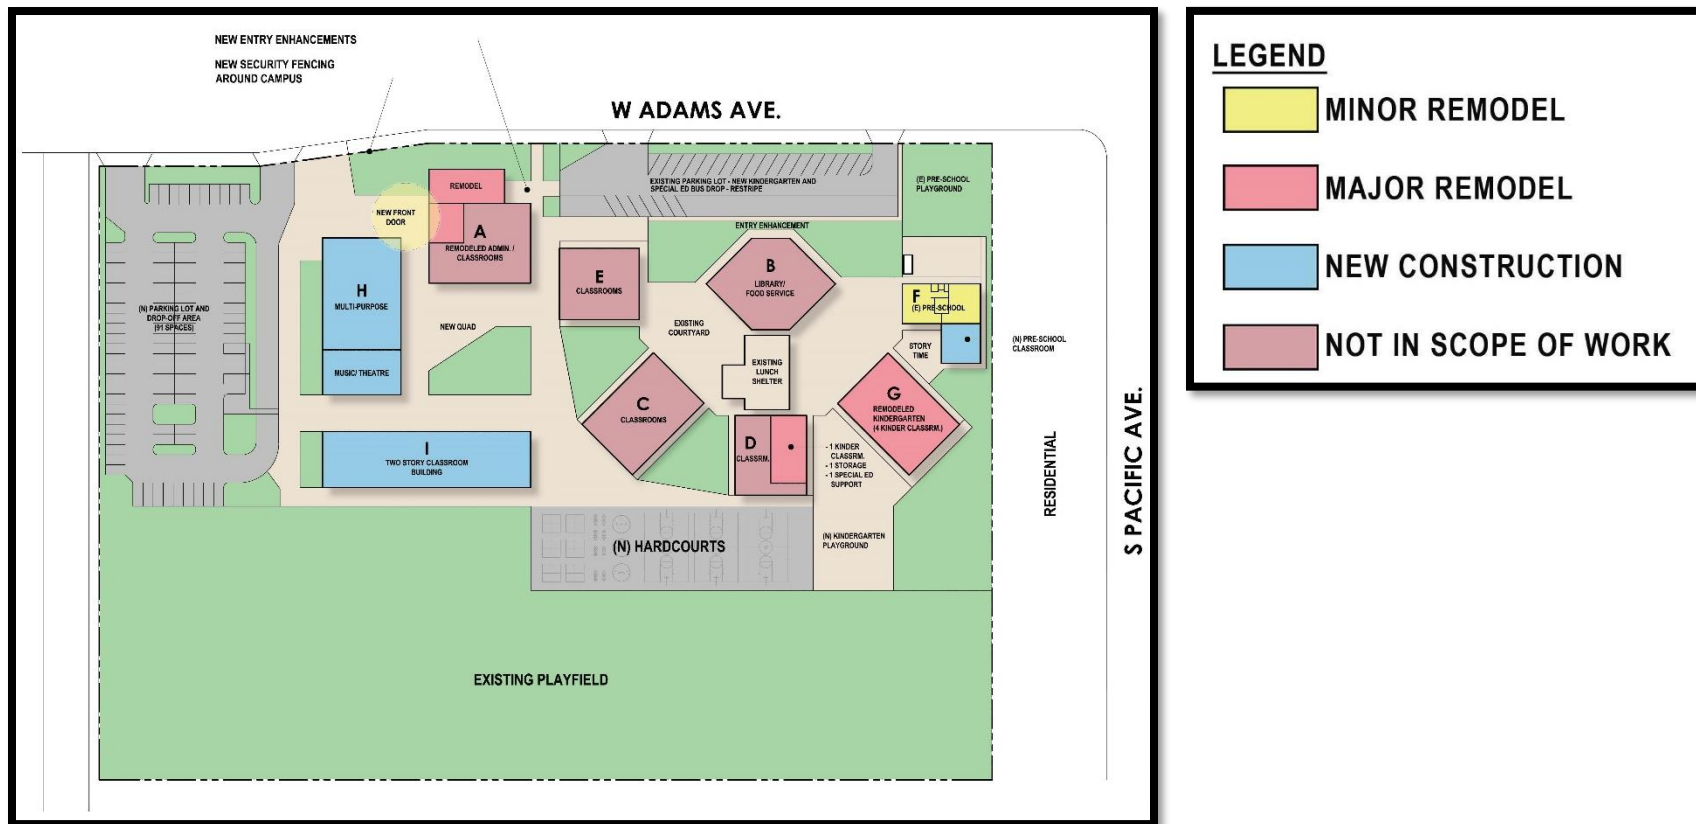 NEW ENTRY ENHANCEMENTS
NEW SECURITY FENCING
AROUND CAMPUS
W ADAMS AVE.
REMODEL
EXISTING PARKING LOT - NEW KINDERGARTEN AND
SPECIAL ED BUS DROP - RESTRIPE
(E) PRE-SCHOOL
PLAYGROUND
NEW FRONT
DOOR
A
REMODELED ADMIN. /
CLASSROOMS
ENTRY ENHANCEMENT
E
CLASSROOMS
B
LIBRARY/
FOOD SERVICE
H
MULTI-PURPOSE
F
(E) PRE-SCHOOL
(N) PARKING LOT AND
DROP-OFF AREA
(91 SPACES)
NEW QUAD
EXISTING
COURTYARD
STORY
TIME
(N) PRE-SCHOOL
CLASSROOM
MUSIC/ THEATRE
EXISTING
LUNCH
SHELTER
C
CLASSROOMS
G
REMODELED
KINDERGARTEN
(4 KINDER CLASSRM.)
D
CLASSRM.
- 1 KINDER
CLASSRM.
- 1 STORAGE
- 1 SPECIAL ED
SUPPORT
I
TWO STORY CLASSROOM
BUILDING
RESIDENTIAL
S PACIFIC AVE.
(N) HARDCOURTS
(N) KINDERGARTEN
PLAYGROUND
EXISTING PLAYFIELD
LEGEND
MINOR REMODEL
MAJOR REMODEL
NEW CONSTRUCTION
NOT IN SCOPE OF WORK